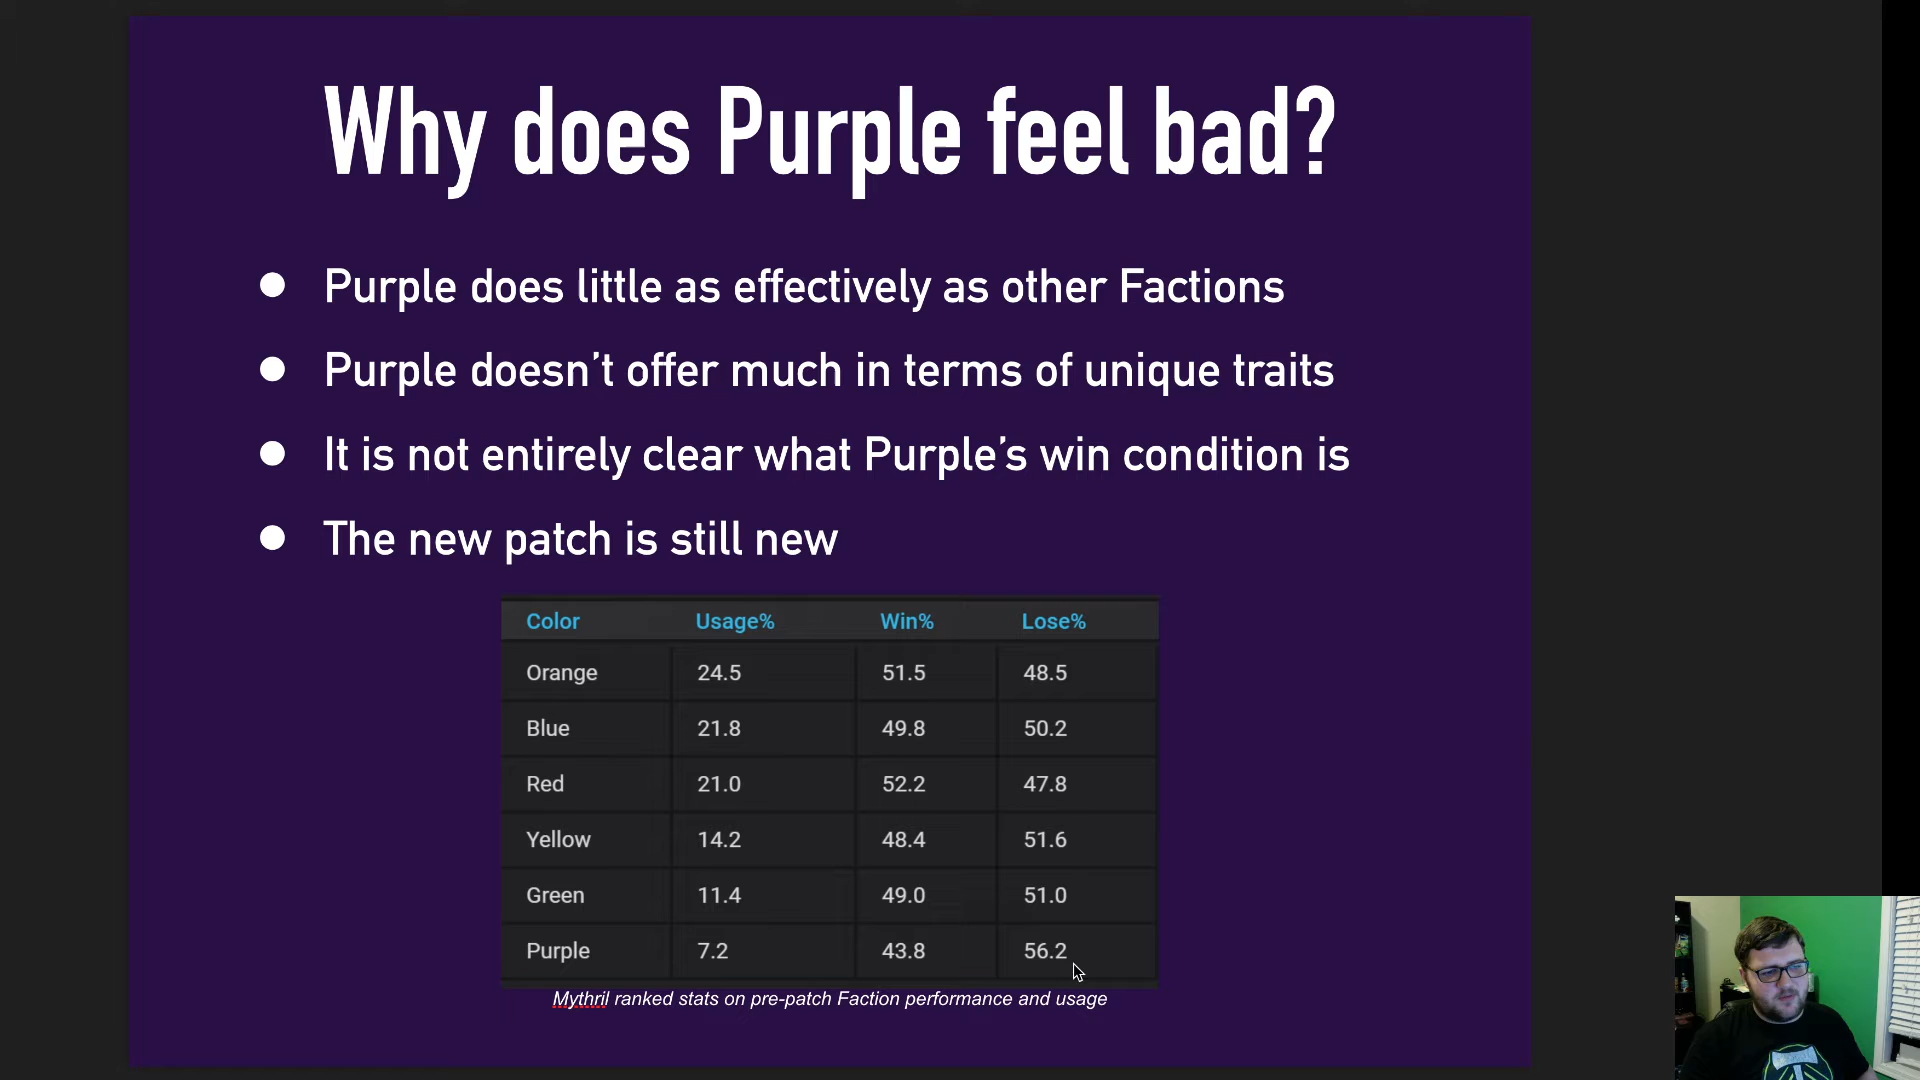 Why does Purple feel bad?
● Purple does little as effectively as other Factions
● Purple doesn't offer much in terms of unique traits
● It is not entirely clear what Purple's win condition is
● The new patch is still new
Color Usage% Win% Lose%
Orange 24.5 51.5 48.5
Blue 21.8 49.8 50.2
Red 21.0 52.2 47.8
Yellow 14.2 48.4 51.6
Green 11.4 49.0 51.0
Purple 7.2 43.8 56.2
Mythril ranked stats on pre-patch Faction performance and usage